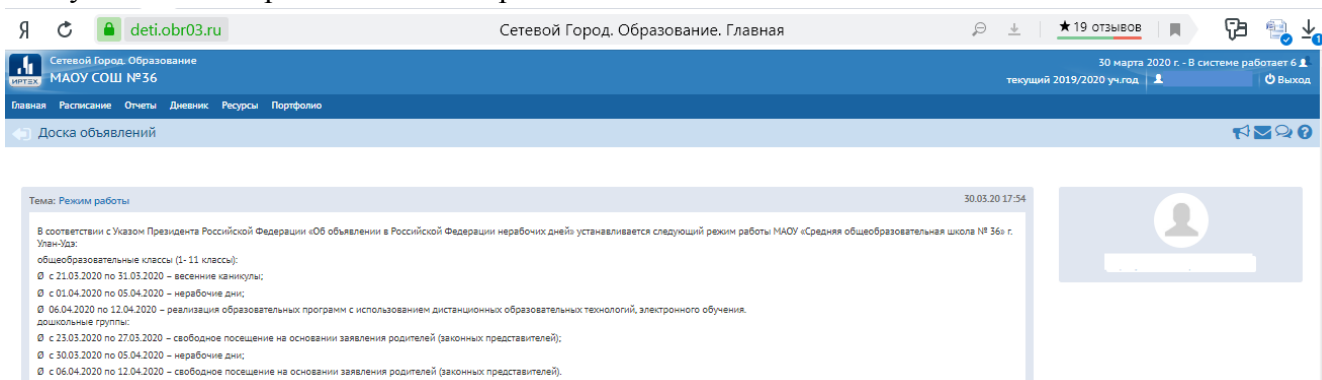 deti.obr03.ru
Сетевой Город. Образование. Главная
★19 отзывов
Сетевой Город. Образование
МАОУ СОШ №36
ИРТЕХ
30 марта 2020 г. - В системе работает 6
текущий 2019/2020 уч.год
Выход
Главная Расписание Отчеты Дневник Ресурсы Портфолио
Доска объявлений
Тема: Режим работы
30.03.20 17:54
В соответствии с Указом Президента Российской Федерации «Об объявлении в Российской Федерации нерабочих дней» устанавливается следующий режим работы МАОУ «Средняя общеобразовательная школа № 36» г.
Улан-Удэ:
общеобразовательные классы (1- 11 классы):
Ø с 21.03.2020 по 31.03.2020 – весенние каникулы;
Ø с 01.04.2020 по 05.04.2020 – нерабочие дни;
Ø 06.04.2020 по 12.04.2020 – реализация образовательных программ с использованием дистанционных образовательных технологий, электронного обучения.
дошкольные группы:
Ø с 23.03.2020 по 27.03.2020 – свободное посещение на основании заявления родителей (законных представителей);
Ø с 30.03.2020 по 05.04.2020 – нерабочие дни;
Ø с 06.04.2020 по 12.04.2020 – свободное посещение на основании заявления родителей (законных представителей).